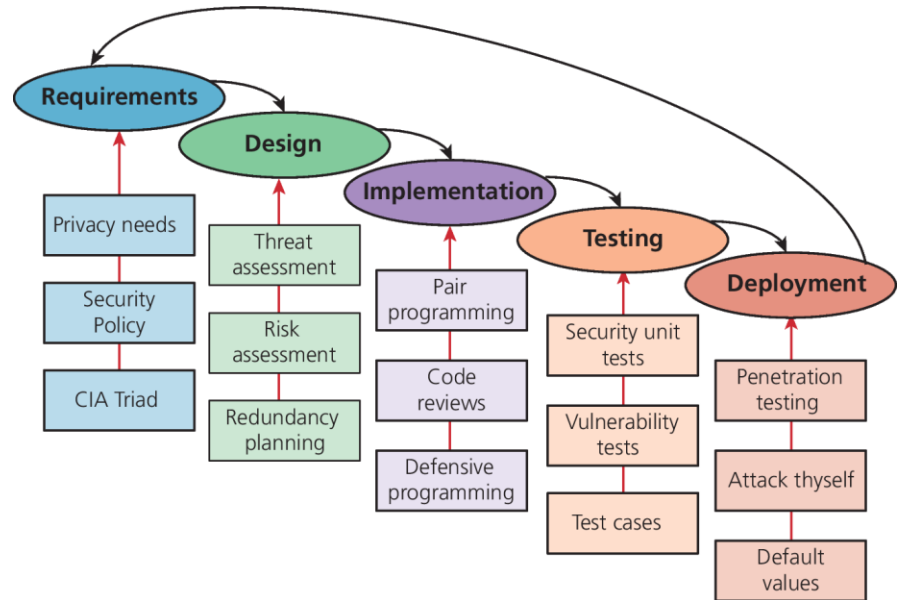 Requirements
Design
Implementation
Testing
Deployment
Privacy needs
Security
Policy
CIA Triad
Threat
assessment
Risk
assessment
Redundancy
planning
Pair
programming
Code
reviews
Defensive
programming
Security unit
tests
Vulnerability
tests
Test cases
Penetration
testing
Attack thyself
Default
values